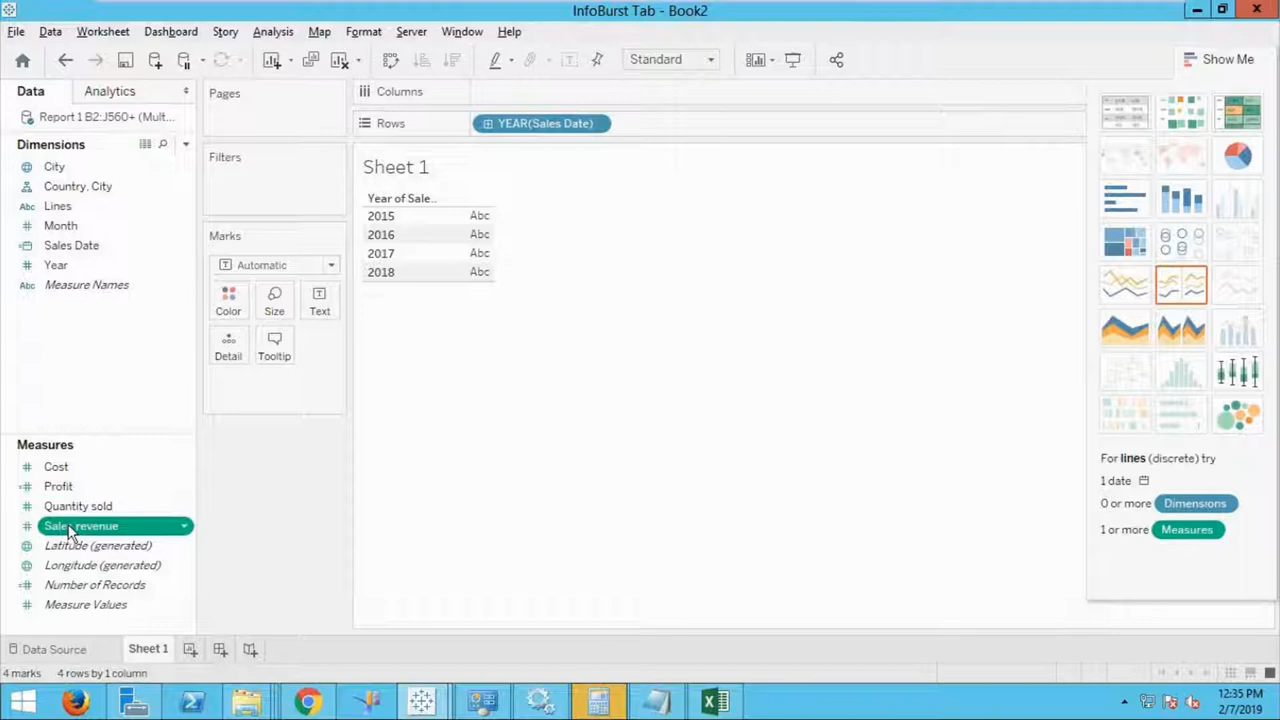 InfoBurst Tab - Book2
File Data Worksheet Dashboard Story Analysis Map Format Server Window Help
Standard
Show Me
Data Analytics
Report 1 B2:J560+ (Mult...
Dimensions
City
Country, City
Abc Lines
Month
Sales Date
Year
Abc Measure Names
Measures
Cost
Profit
Quantity sold
Sales revenue
Latitude (generated)
Longitude (generated)
Number of Records
Measure Values
Pages
Filters
Marks
Automatic
Color Size Text
Detail Tooltip
Columns
Rows YEAR(Sales Date)
Sheet 1
Year of Sale..
2015 Abc
2016 Abc
2017 Abc
2018 Abc
For lines (discrete) try
1 date
0 or more Dimensions
1 or more Measures
Data Source Sheet 1
4 marks 4 rows by 1 column
12:35 PM
2/7/2019